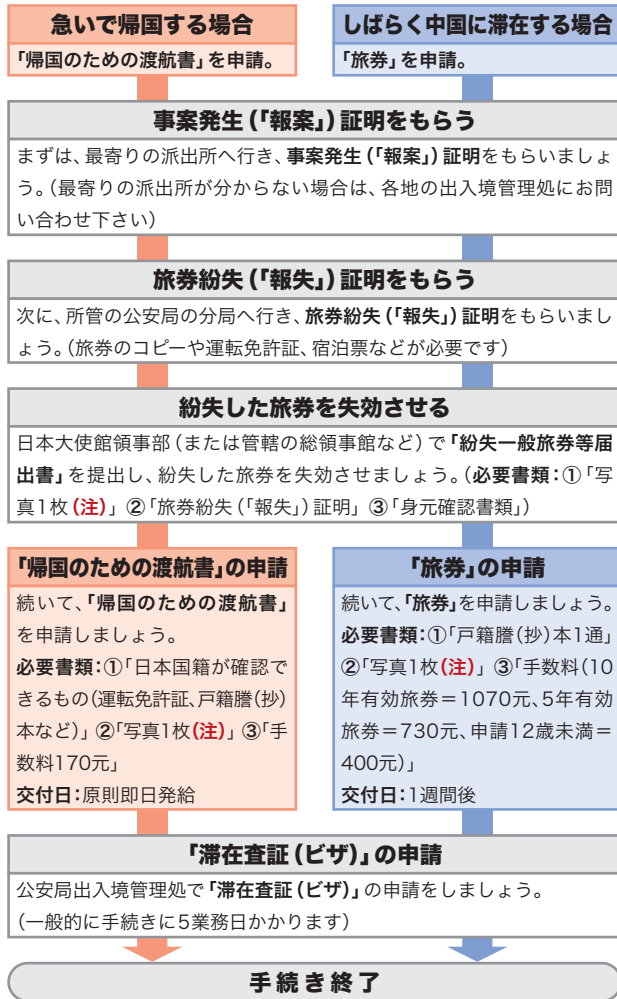 急いで帰国する場合
「帰国のための渡航書」を申請。
しばらく中国に滞在する場合
「旅券」を申請。
事案発生（「報案」）証明をもらう
まずは、最寄りの派出所へ行き、事案発生（「報案」）証明をもらいましょ
う。（最寄りの派出所が分からない場合は、各地の出入境管理処にお問
い合わせ下さい）
旅券紛失（「報失」）証明をもらう
次に、所管の公安局の分局へ行き、旅券紛失（「報失」）証明をもらいまし
ょう。（旅券のコピーや運転免許証、宿泊票などが必要です）
紛失した旅券を失効させる
日本大使館領事部（または管轄の総領事館など）で「紛失一般旅券等届
出書」を提出し、紛失した旅券を失効させましょう。（必要書類：①「写
真1枚（注）」 ②「旅券紛失（「報失」）証明」 ③「身元確認書類」）
「帰国のための渡航書」の申請
続いて、「帰国のための渡航書」
を申請しましょう。
必要書類：①「日本国籍が確認で
きるもの（運転免許証、戸籍謄（抄）
本など）」 ②「写真1枚（注）」 ③「手
数料170元」
交付日：原則即日発給
「旅券」の申請
続いて、「旅券」を申請しましょう。
必要書類：①「戸籍謄（抄）本1通」
②「写真1枚（注）」 ③「手数料（10
年有効旅券＝1070元、5年有効
旅券＝730元、申請12歳未満＝
400元）」
交付日：1週間後
「滞在査証（ビザ）」の申請
公安局出入境管理処で「滞在査証（ビザ）」の申請をしましょう。
（一般的に手続きに5業務日かかります）
手続き終了